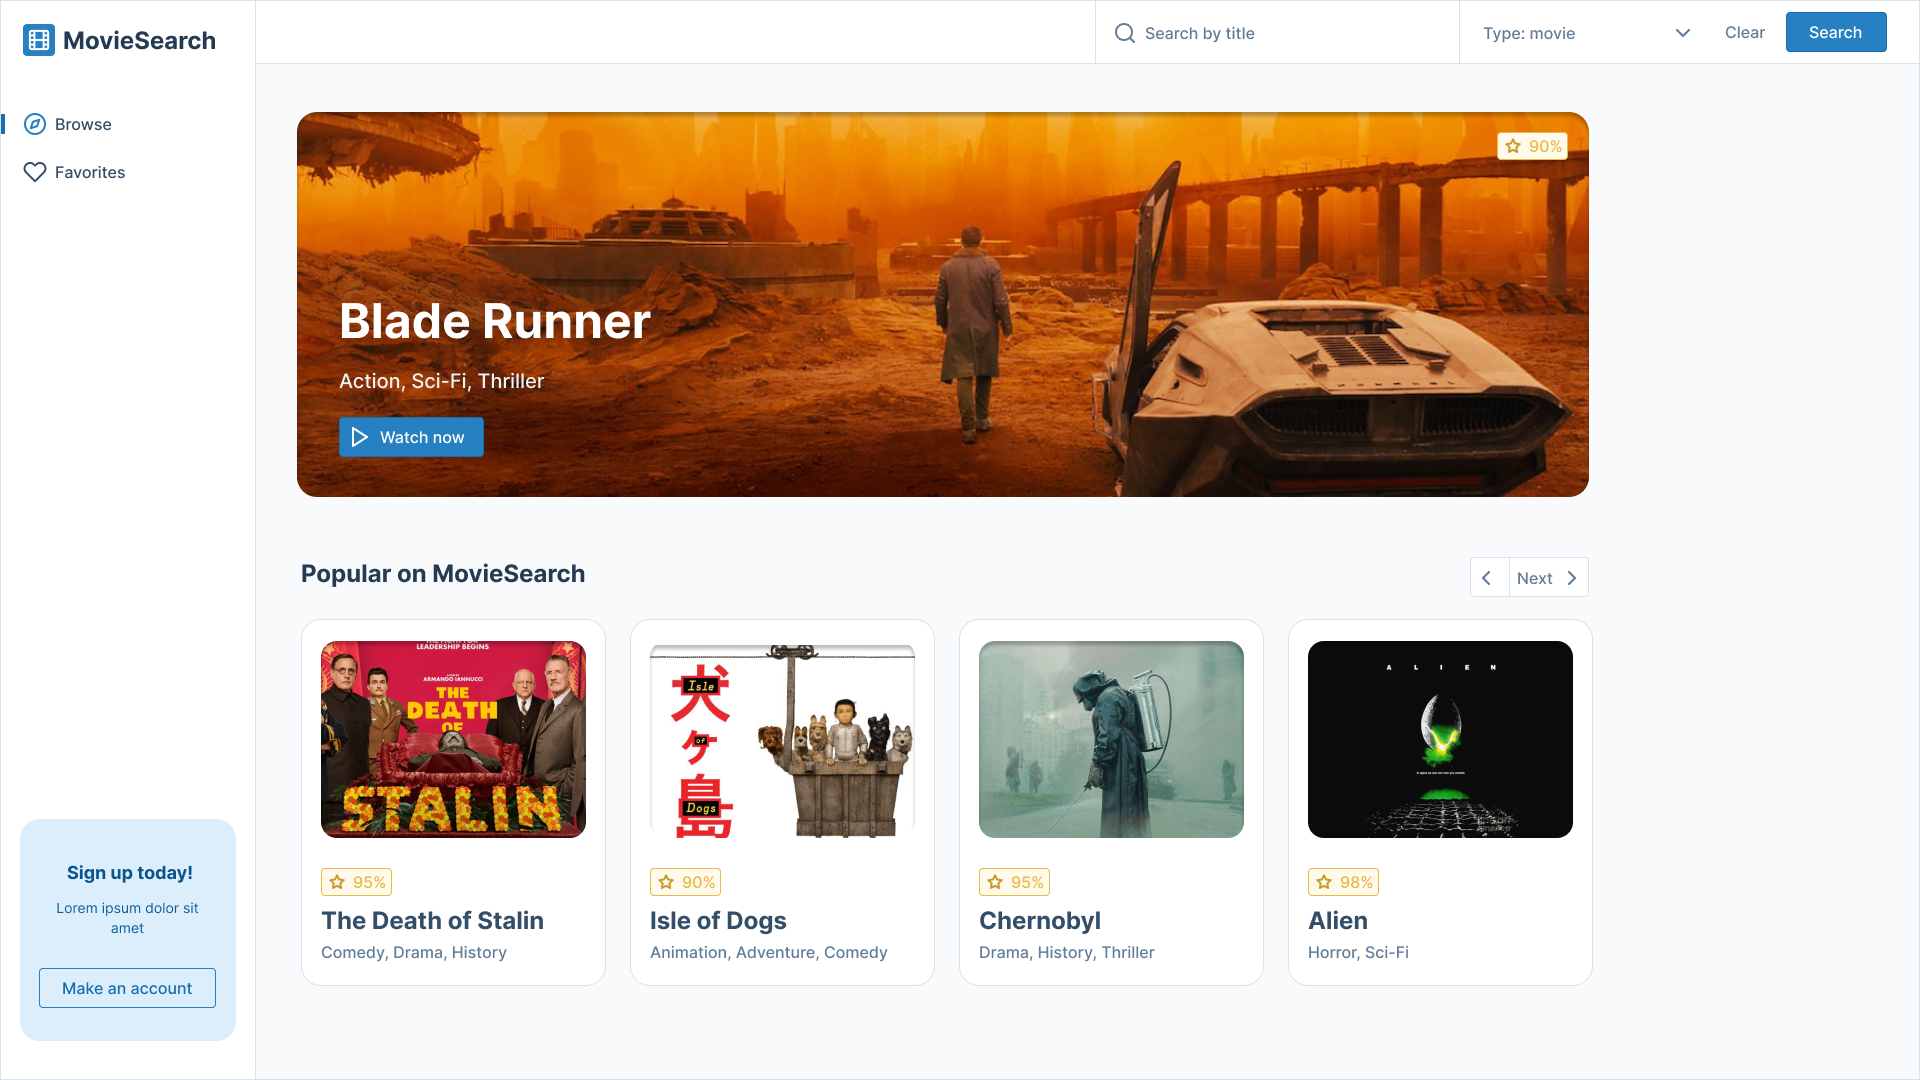 MovieSearch
Search by title
Type: movie
Clear
Search
Browse
Favorites
90%
Blade Runner
Action, Sci-Fi, Thriller
Watch now
Popular on MovieSearch
Next
LEADERSHIP BEGINS
ARMANDO IANNUCCI
THE
DEATH
OF
STALIN
犬
Isle
ヶ
of
島
Dogs
A L I E N
95%
The Death of Stalin
Comedy, Drama, History
90%
Isle of Dogs
Animation, Adventure, Comedy
95%
Chernobyl
Drama, History, Thriller
98%
Alien
Horror, Sci-Fi
Sign up today!
Lorem ipsum dolor sit
amet
Make an account